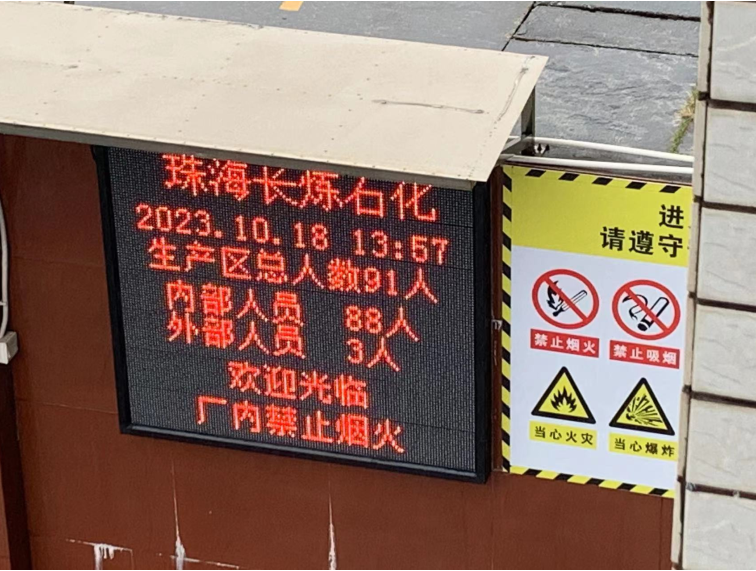 珠海长炼石化
2023.10.18 13:57
生产区总人数91人
内部人员 88人
外部人员 3人
欢迎光临
厂内禁止烟火
进
请遵守
禁止烟火
禁止吸烟
当心火灾
当心爆炸